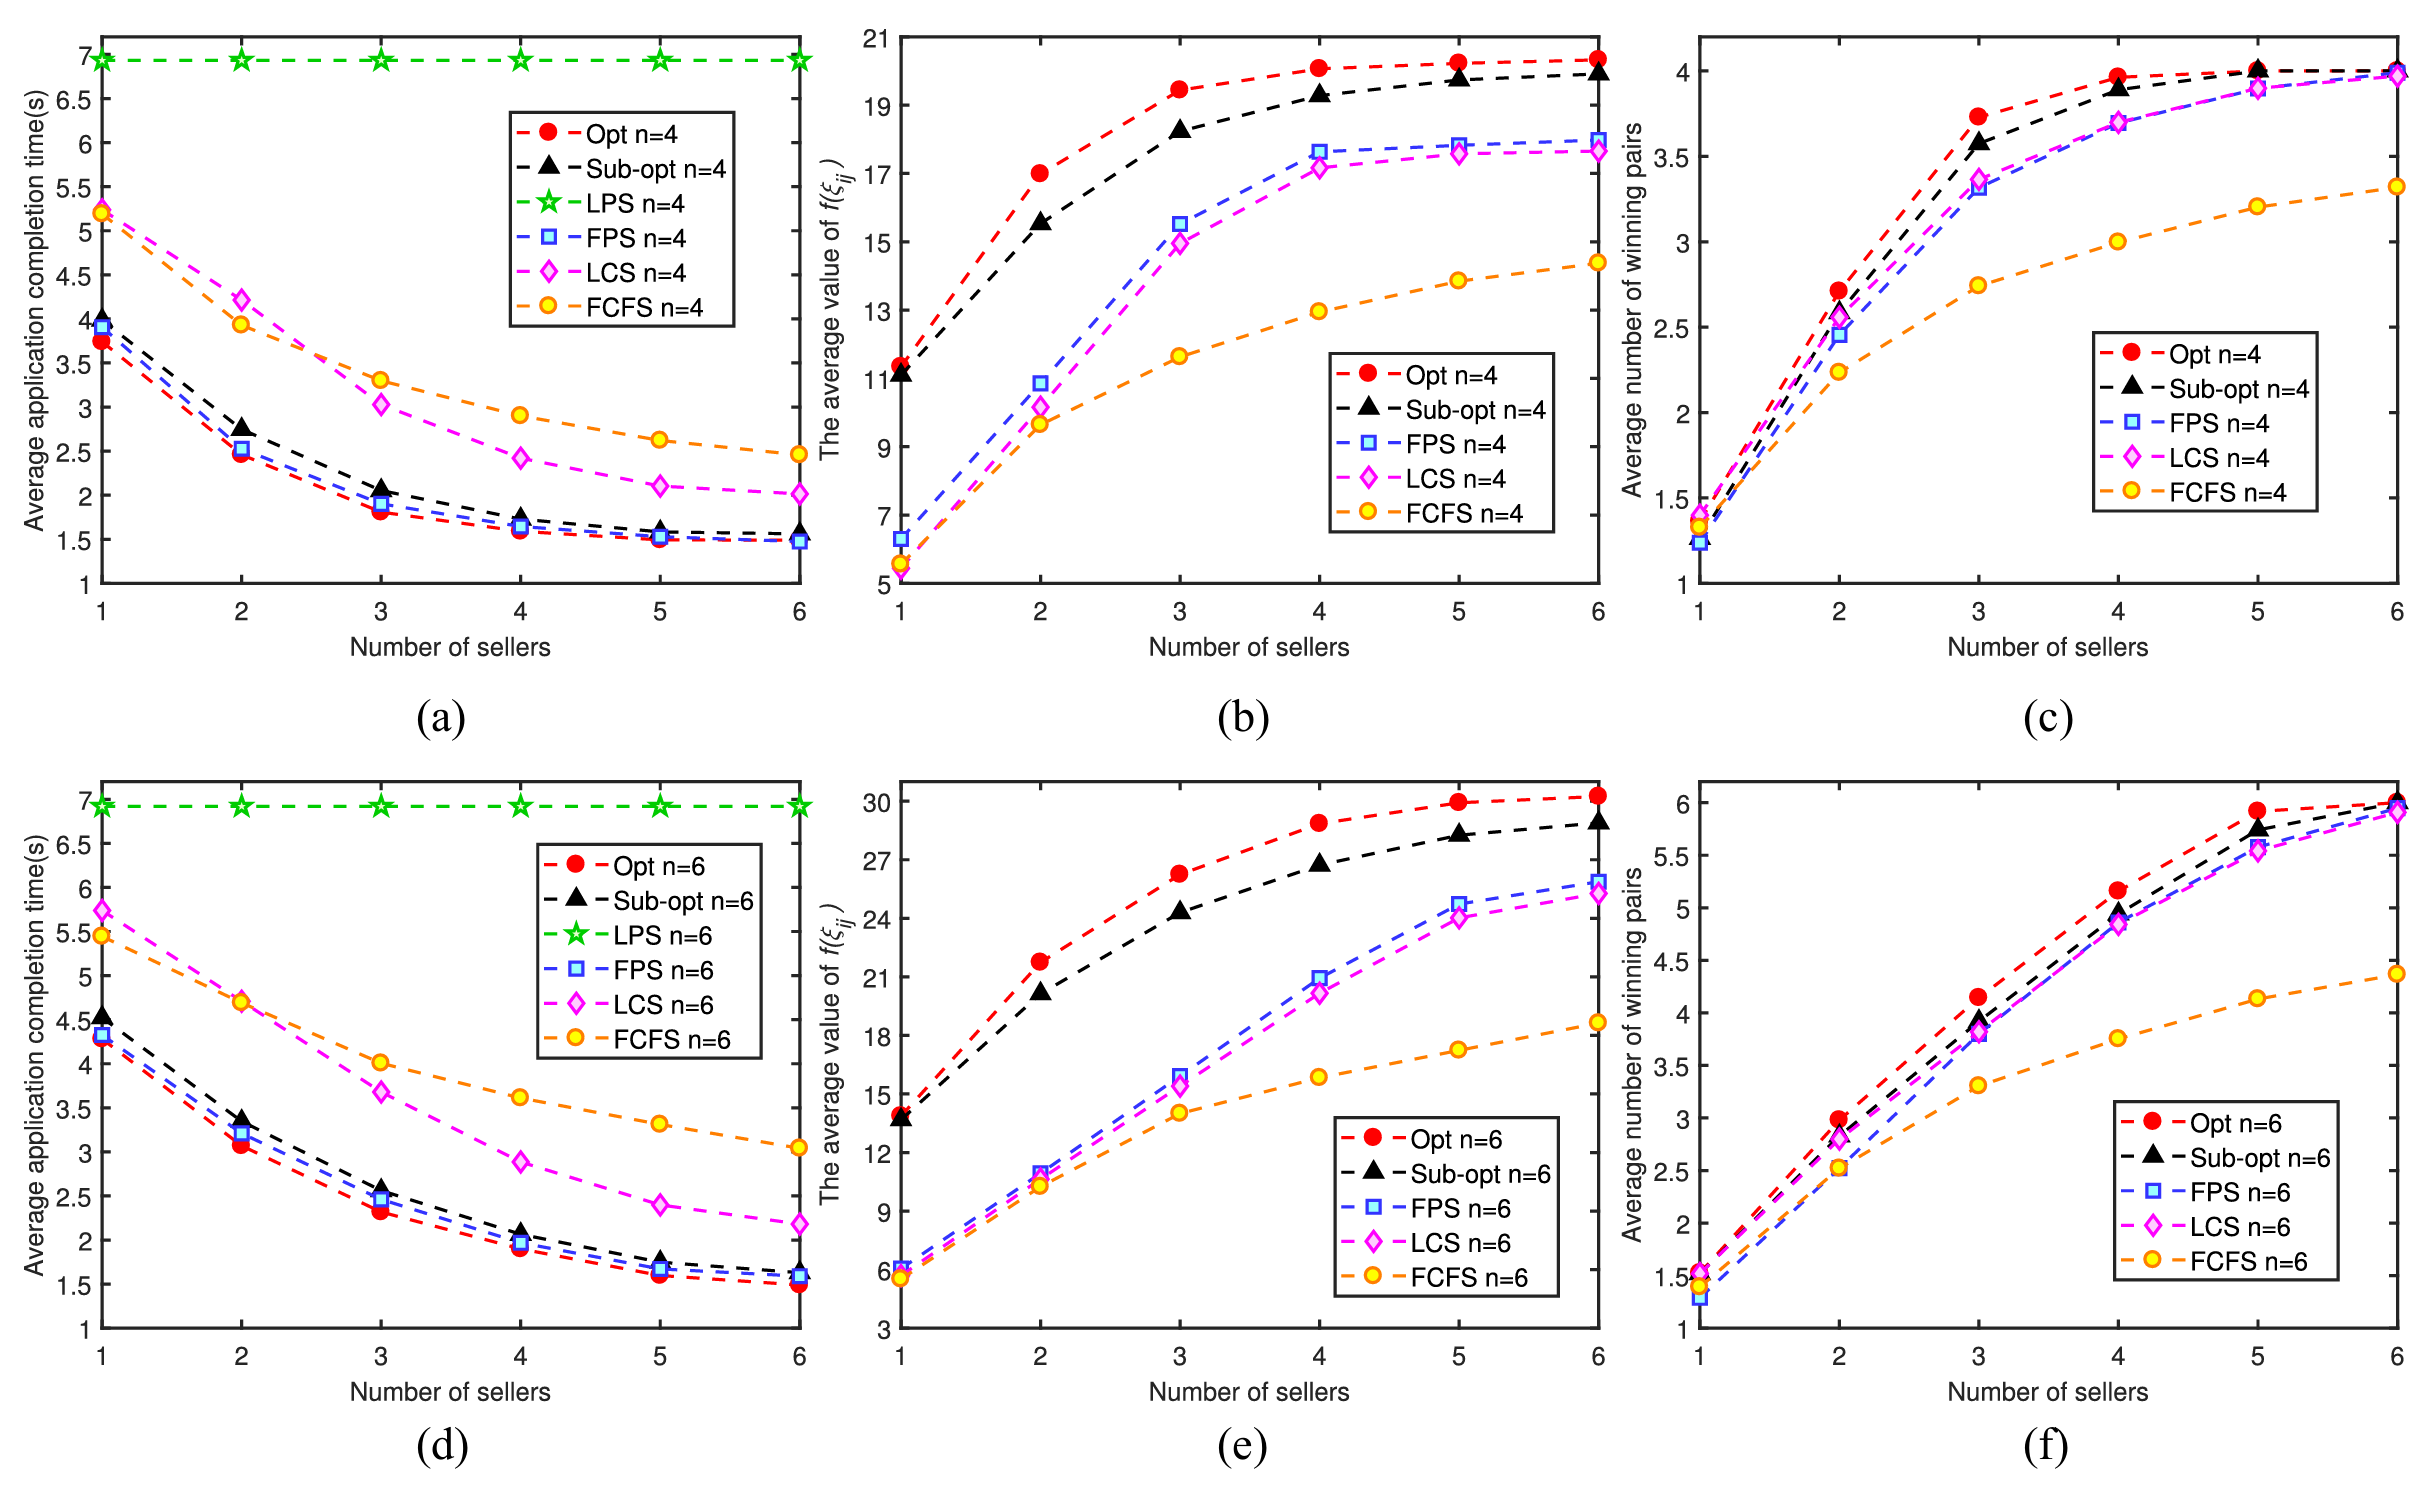 Average application completion time(s)
7
6.5
6
5.5
5
4.5
4
3.5
3
2.5
2
1.5
1
Opt n=4
Sub-opt n=4
LPS n=4
FPS n=4
LCS n=4
FCFS n=4
1 2 3 4 5 6
Number of sellers
(a)
The average value of f(ξij)
21
19
17
15
13
11
9
7
5
Opt n=4
Sub-opt n=4
FPS n=4
LCS n=4
FCFS n=4
1 2 3 4 5 6
Number of sellers
(b)
Average number of winning pairs
4
3.5
3
2.5
2
1.5
1
Opt n=4
Sub-opt n=4
FPS n=4
LCS n=4
FCFS n=4
1 2 3 4 5 6
Number of sellers
(c)
Average application completion time(s)
7
6.5
6
5.5
5
4.5
4
3.5
3
2.5
2
1.5
1
Opt n=6
Sub-opt n=6
LPS n=6
FPS n=6
LCS n=6
FCFS n=6
1 2 3 4 5 6
Number of sellers
(d)
The average value of f(ξij)
30
27
24
21
18
15
12
9
6
3
Opt n=6
Sub-opt n=6
FPS n=6
LCS n=6
FCFS n=6
1 2 3 4 5 6
Number of sellers
(e)
Average number of winning pairs
6
5.5
5
4.5
4
3.5
3
2.5
2
1.5
1
Opt n=6
Sub-opt n=6
FPS n=6
LCS n=6
FCFS n=6
1 2 3 4 5 6
Number of sellers
(f)